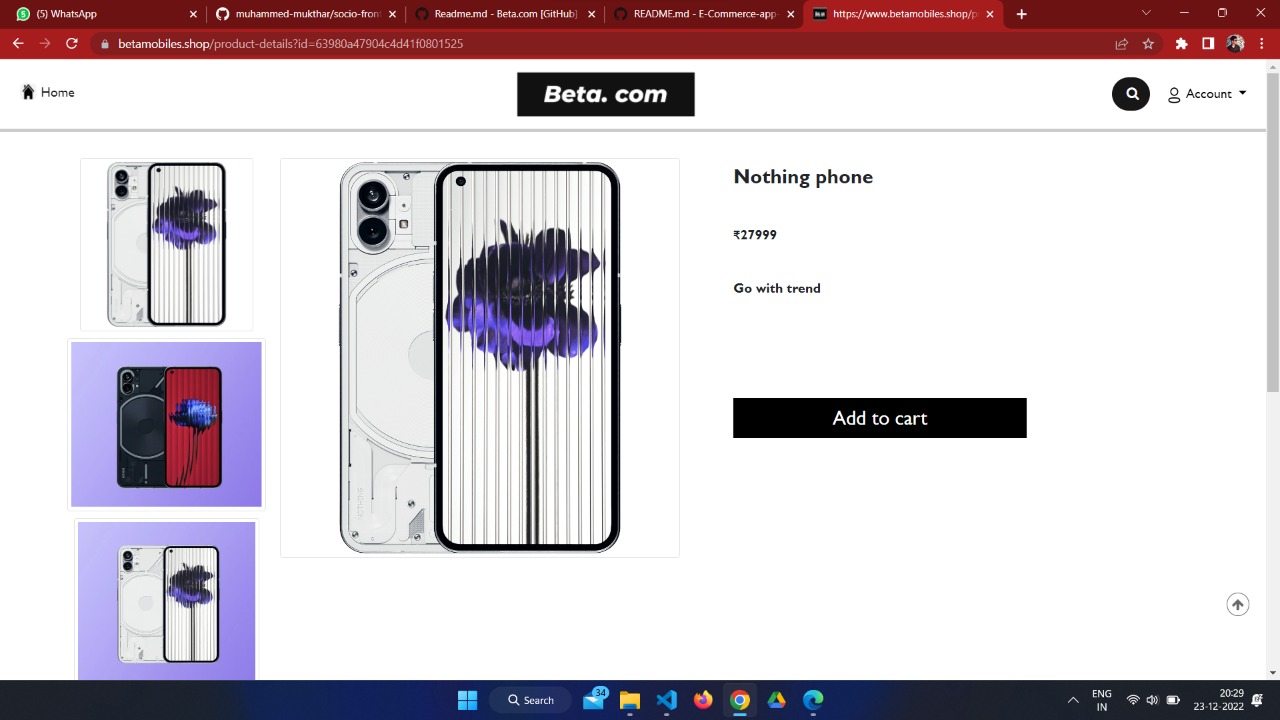 (5) WhatsApp
muhammed-mukthar/socio-front
Readme.md - Beta.com [GitHub]
README.md - E-Commerce-app-
https://www.betamobiles.shop/p
betamobiles.shop/product-details?id=63980a47904c4d41f0801525
Home
Beta. com
Account
Nothing phone
₹27999
Go with trend
Add to cart
Search
34
ENG
IN
20:29
23-12-2022